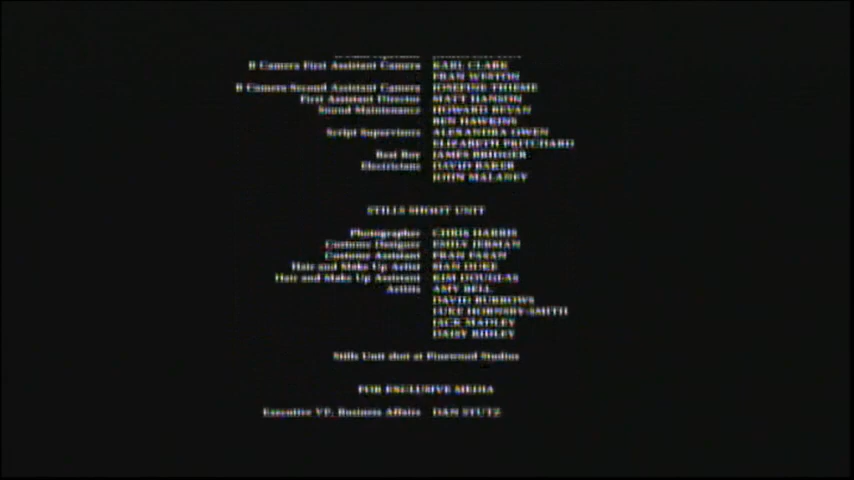 B Camera First Assistant Camera KARL CLARK
FRAN WESTON
B Camera Second Assistant Camera JOSEFINE THIEME
First Assistant Director MATT HANSON
Sound Maintenance HOWARD BEVAN
BEN HAWKINS
Script Supervisors ALEXANDRA OWEN
ELIZABETH PRITCHARD
Best Boy JAMES BRIDGER
Electricians DAVID BAKER
JOHN MALANEY
STILLS SHOOT UNIT
Photographer CHRIS HARRIS
Costume Designer EMILY JERMAN
Costume Assistant FRAN
Hair and Make Up Artist SIAN DUKE
Hair and Make Up Assistant KIM DOUGLAS
Artists AMY BELL
DAVID BURROWS
LUKE HORNSBY-SMITH
JACK MADLEY
DAISY RIDLEY
Stills Unit shot at Pinewood Studios
FOR EXCLUSIVE MEDIA
Executive VP, Business Affairs DAN STUTZ